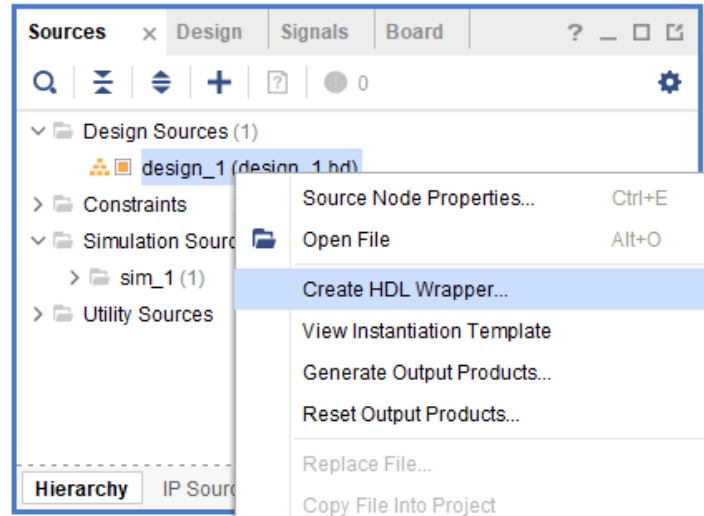 Sources × Design Signals Board ? _
0
Design Sources (1)
design_1 (design_1.bd)
Constraints
Simulation Sourc
sim_1 (1)
Utility Sources
Hierarchy IP Sourc
Source Node Properties... Ctrl+E
Open File Alt+O
Create HDL Wrapper...
View Instantiation Template
Generate Output Products...
Reset Output Products...
Replace File...
Copy File Into Project